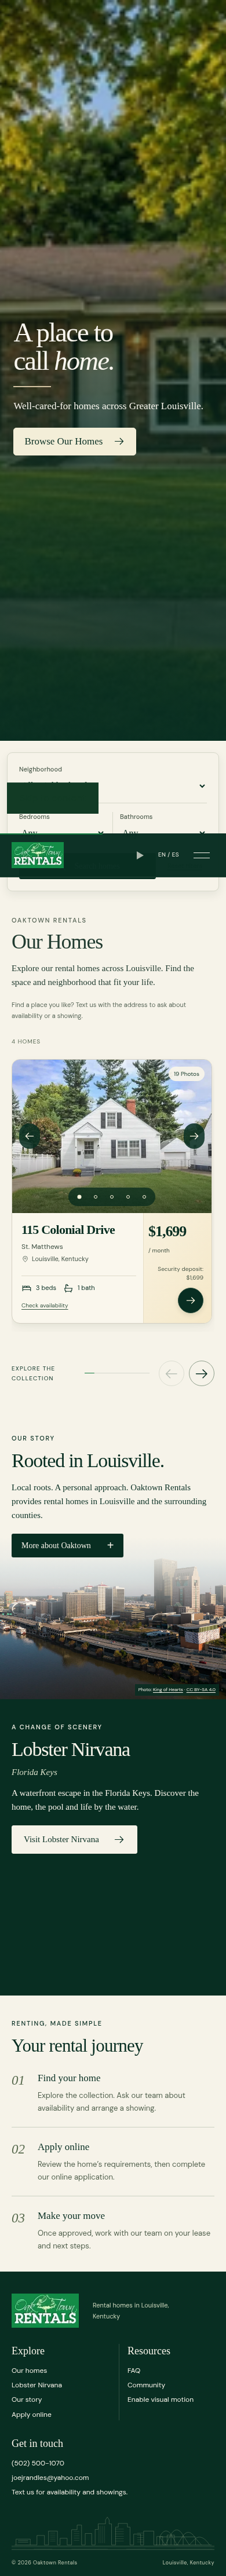 A place to
call home.
Well-cared-for homes across Greater Louisville.
Browse Our Homes
Neighborhood
Bedrooms
Bathrooms
Any
Any
Oak Town
RENTALS
EN / ES
OAKTOWN RENTALS
Our Homes
Explore our rental homes across Louisville. Find the
space and neighborhood that fit your life.
Find a place you like? Text us with the address to ask about
availability or a showing.
4 HOMES
19 Photos
115 Colonial Drive
St. Matthews
Louisville, Kentucky
3 beds
1 bath
Check availability
$1,699
/ month
Security deposit:
$1,699
EXPLORE THE
COLLECTION
OUR STORY
Rooted in Louisville.
Local roots. A personal approach. Oaktown Rentals
provides rental homes in Louisville and the surrounding
counties.
More about Oaktown +
Photo: King of Hearts · CC BY-SA 4.0
A CHANGE OF SCENERY
Lobster Nirvana
Florida Keys
A waterfront escape in the Florida Keys. Discover the
home, the pool and life by the water.
Visit Lobster Nirvana
RENTING, MADE SIMPLE
Your rental journey
01 Find your home
Explore the collection. Ask our team about
availability and arrange a showing.
02 Apply online
Review the home's requirements, then complete
our online application.
03 Make your move
Once approved, work with our team on your lease
and next steps.
Oak Town
RENTALS
Rental homes in Louisville,
Kentucky
Explore
Our homes
Lobster Nirvana
Our story
Apply online
Resources
FAQ
Community
Enable visual motion
Get in touch
(502) 500-1070
joejrandles@yahoo.com
Text us for availability and showings.
© 2026 Oaktown Rentals
Louisville, Kentucky